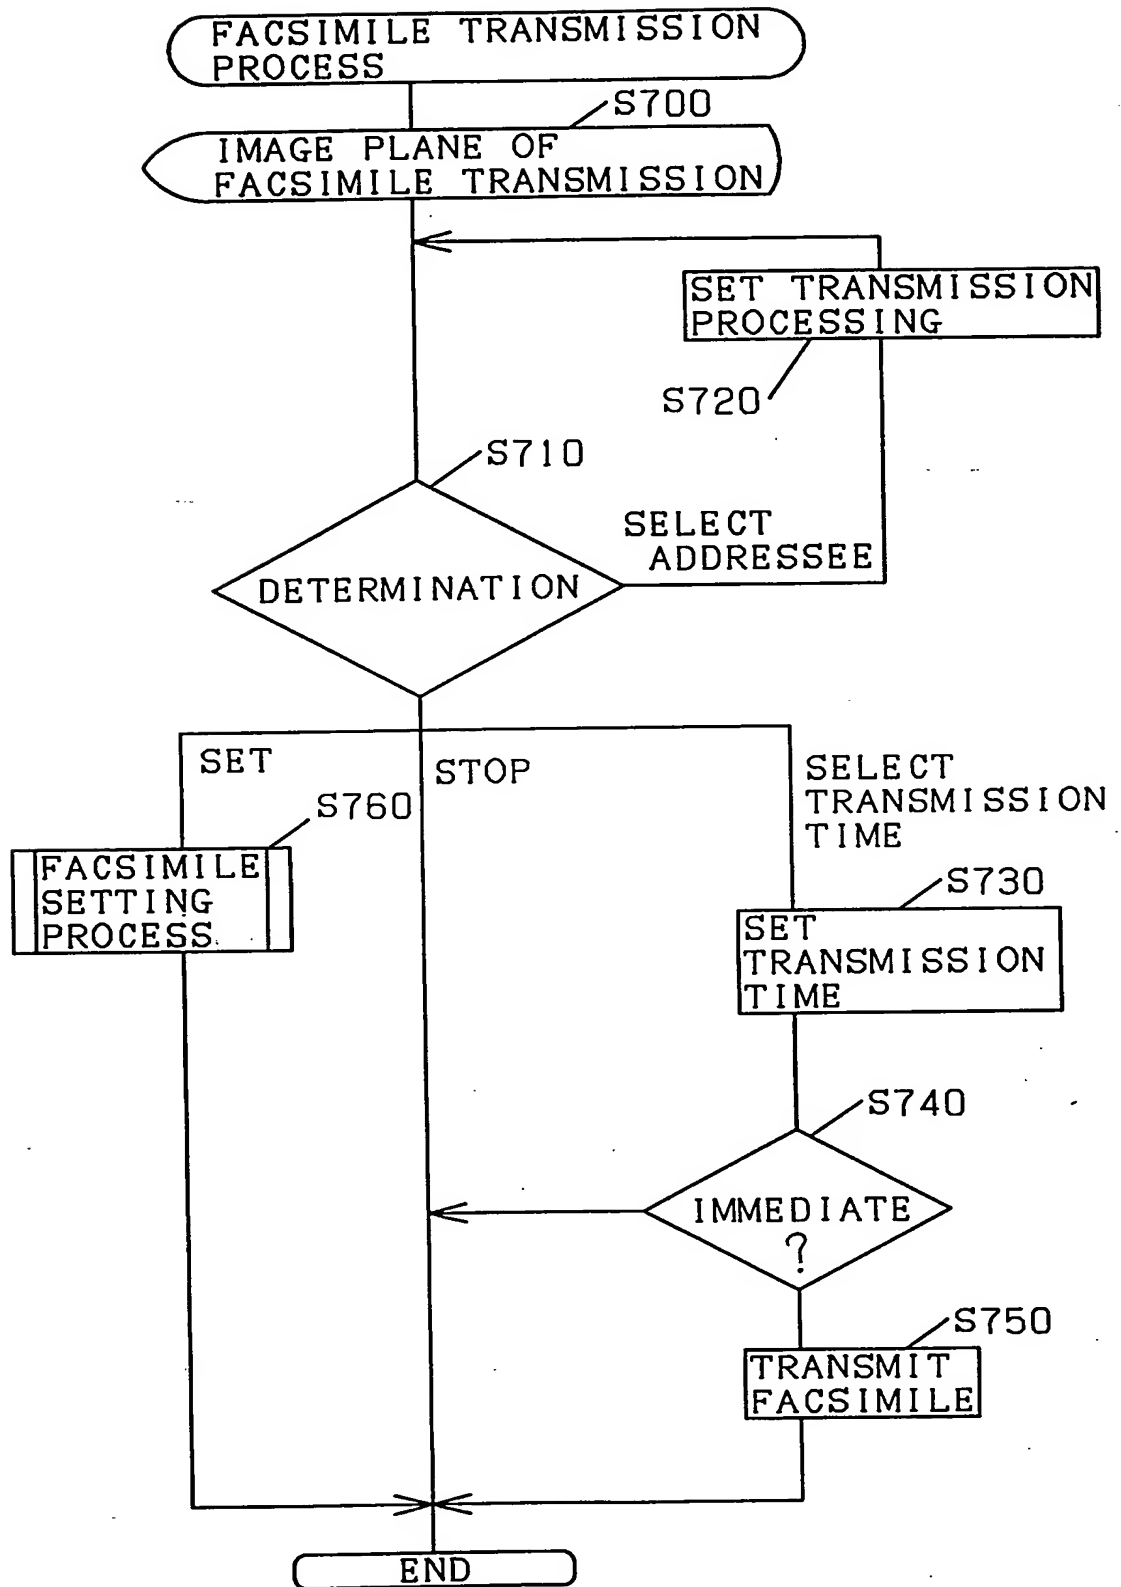 FACSIMILE TRANSMISSION
PROCESS
S700
IMAGE PLANE OF
FACSIMILE TRANSMISSION
SET TRANSMISSION
PROCESSING
S720
S710
SELECT
ADDRESSEE
DETERMINATION
SET
STOP
SELECT
TRANSMISSION
TIME
S760
FACSIMILE
SETTING
PROCESS
S730
SET
TRANSMISSION
TIME
S740
IMMEDIATE
?
S750
TRANSMIT
FACSIMILE
END